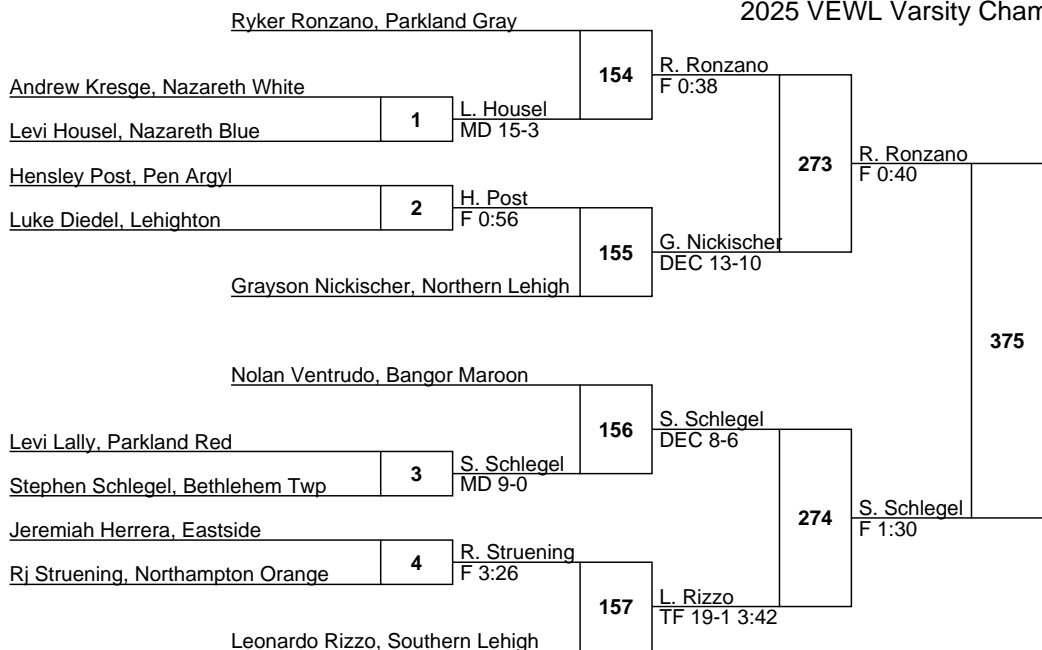 2025 VEWL Varsity Cham
Ryker Ronzano, Parkland Gray
154
R. Ronzano
F 0:38
Andrew Kresge, Nazareth White
1
L. Housel
MD 15-3
Levi Housel, Nazareth Blue
273
R. Ronzano
F 0:40
Hensley Post, Pen Argyl
2
H. Post
F 0:56
Luke Diedel, Lehighton
155
G. Nickischer
DEC 13-10
Grayson Nickischer, Northern Lehigh
375
Nolan Ventrudo, Bangor Maroon
156
S. Schlegel
DEC 8-6
Levi Lally, Parkland Red
3
S. Schlegel
MD 9-0
Stephen Schlegel, Bethlehem Twp
274
S. Schlegel
F 1:30
Jeremiah Herrera, Eastside
4
R. Struening
F 3:26
Rj Struening, Northampton Orange
157
L. Rizzo
TF 19-1 3:42
Leonardo Rizzo, Southern Lehigh